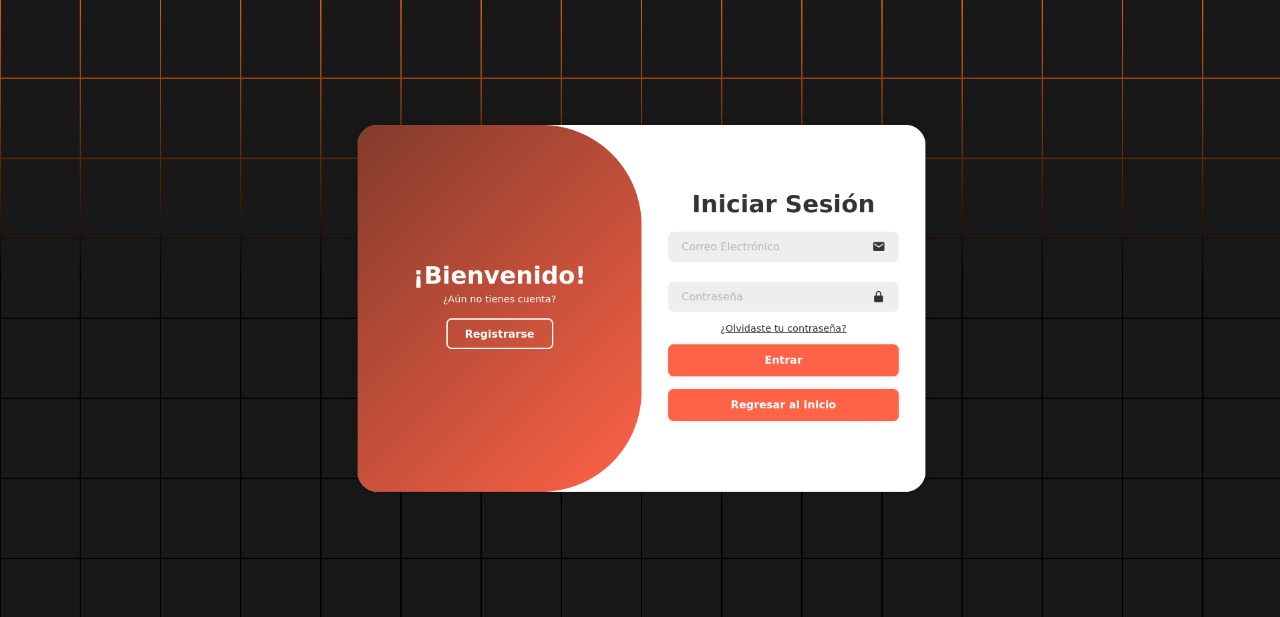 ¡Bienvenido!
¿Aún no tienes cuenta?
Registrarse
Iniciar Sesión
Correo Electrónico
Contraseña
¿Olvidaste tu contraseña?
Entrar
Regresar al Inicio